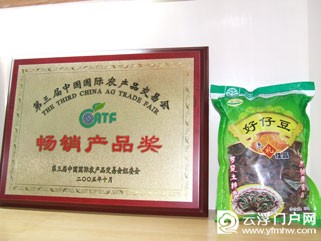 第三届中国国际农产品交易会
THE THIRD CHINA AG TRADE FAIR
CATF
畅销产品奖
第三届中国国际农产品交易会组委会
二〇〇五年十月
好仔豆
云浮门户网
www.yfmhw.com